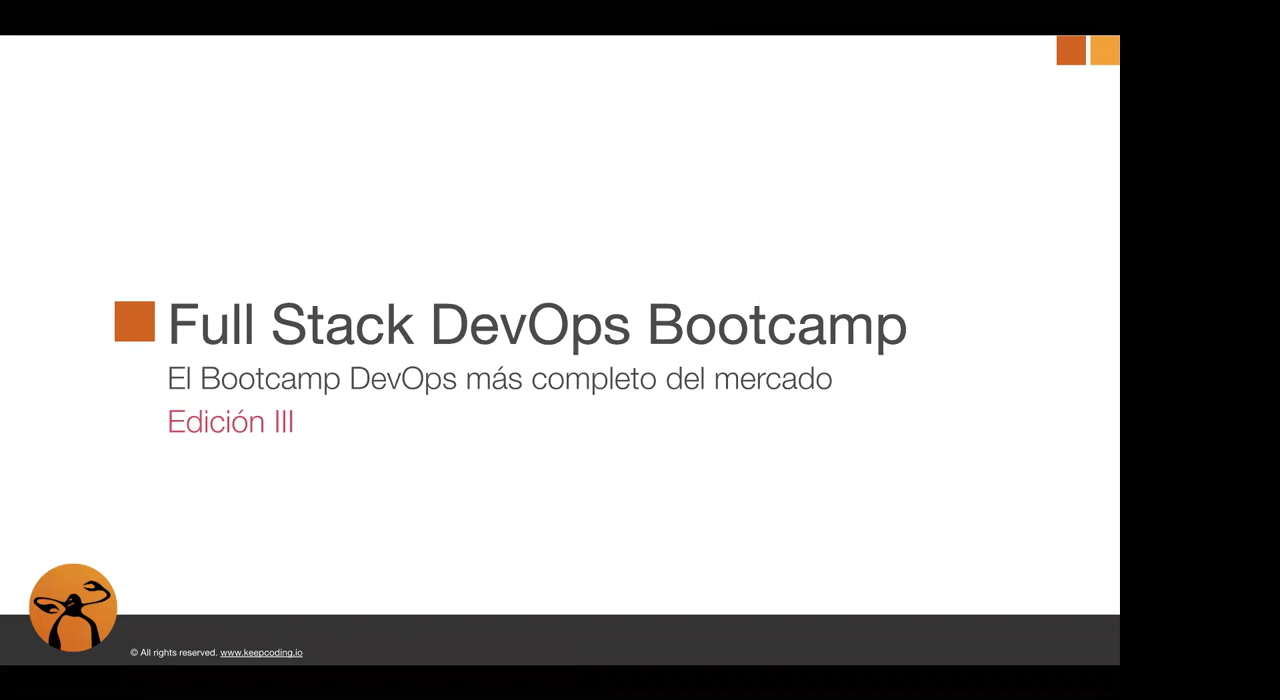 Full Stack DevOps Bootcamp
El Bootcamp DevOps más completo del mercado
Edición III
© All rights reserved. www.keepcoding.io